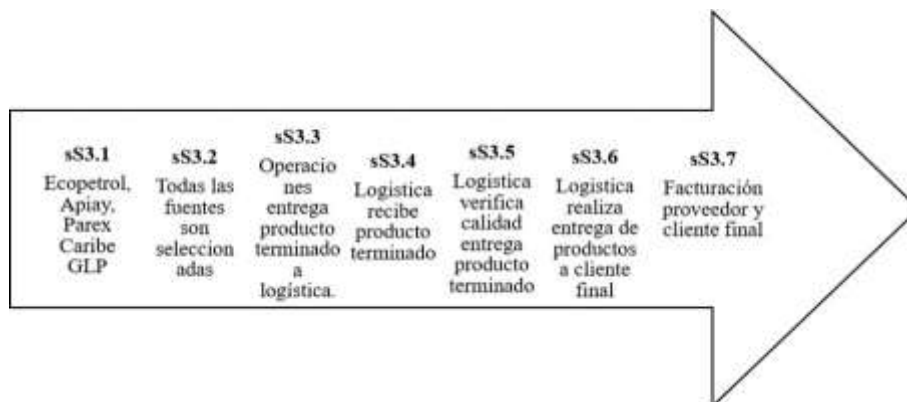 sS3.1
Ecopetrol,
Apiay,
Parex
Caribe
GLP
sS3.2
Todas las
fuentes
son
seleccion
adas
sS3.3
Operacio
nes
entrega
producto
terminado
a
logística.
sS3.4
Logistica
recibe
producto
terminado
sS3.5
Logistica
verifica
calidad
entrega
producto
terminado
sS3.6
Logistica
realiza
entrega de
productos
a cliente
final
sS3.7
Facturación
proveedor y
cliente final